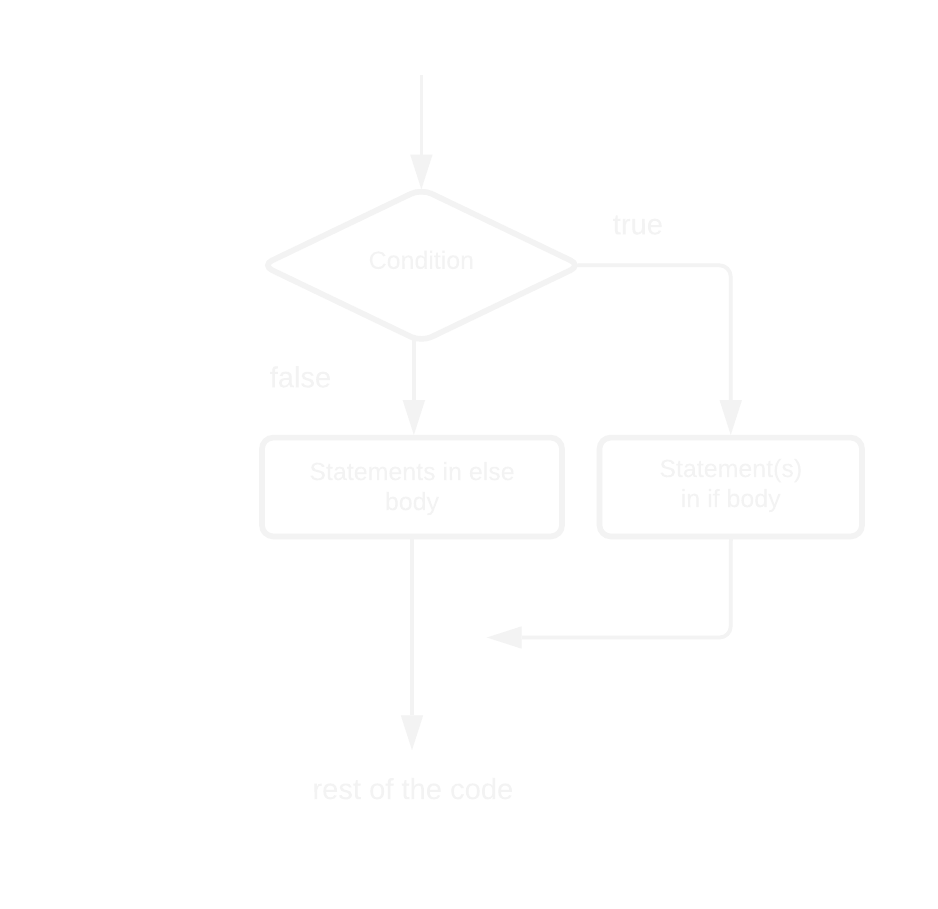 true
Condition
false
Statements in else
body
Statement(s)
in if body
rest of the code